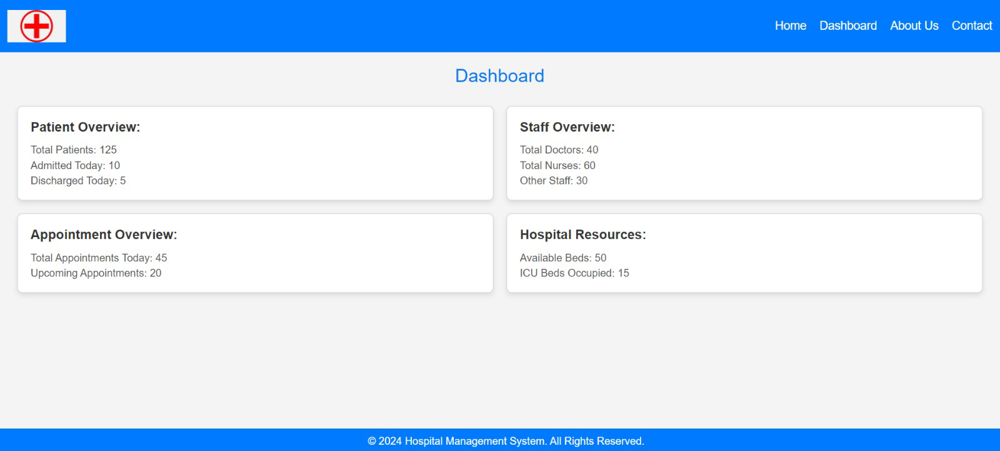 Home Dashboard About Us Contact
Dashboard
Patient Overview:
Total Patients: 125
Admitted Today: 10
Discharged Today: 5
Staff Overview:
Total Doctors: 40
Total Nurses: 60
Other Staff: 30
Appointment Overview:
Total Appointments Today: 45
Upcoming Appointments: 20
Hospital Resources:
Available Beds: 50
ICU Beds Occupied: 15
© 2024 Hospital Management System. All Rights Reserved.